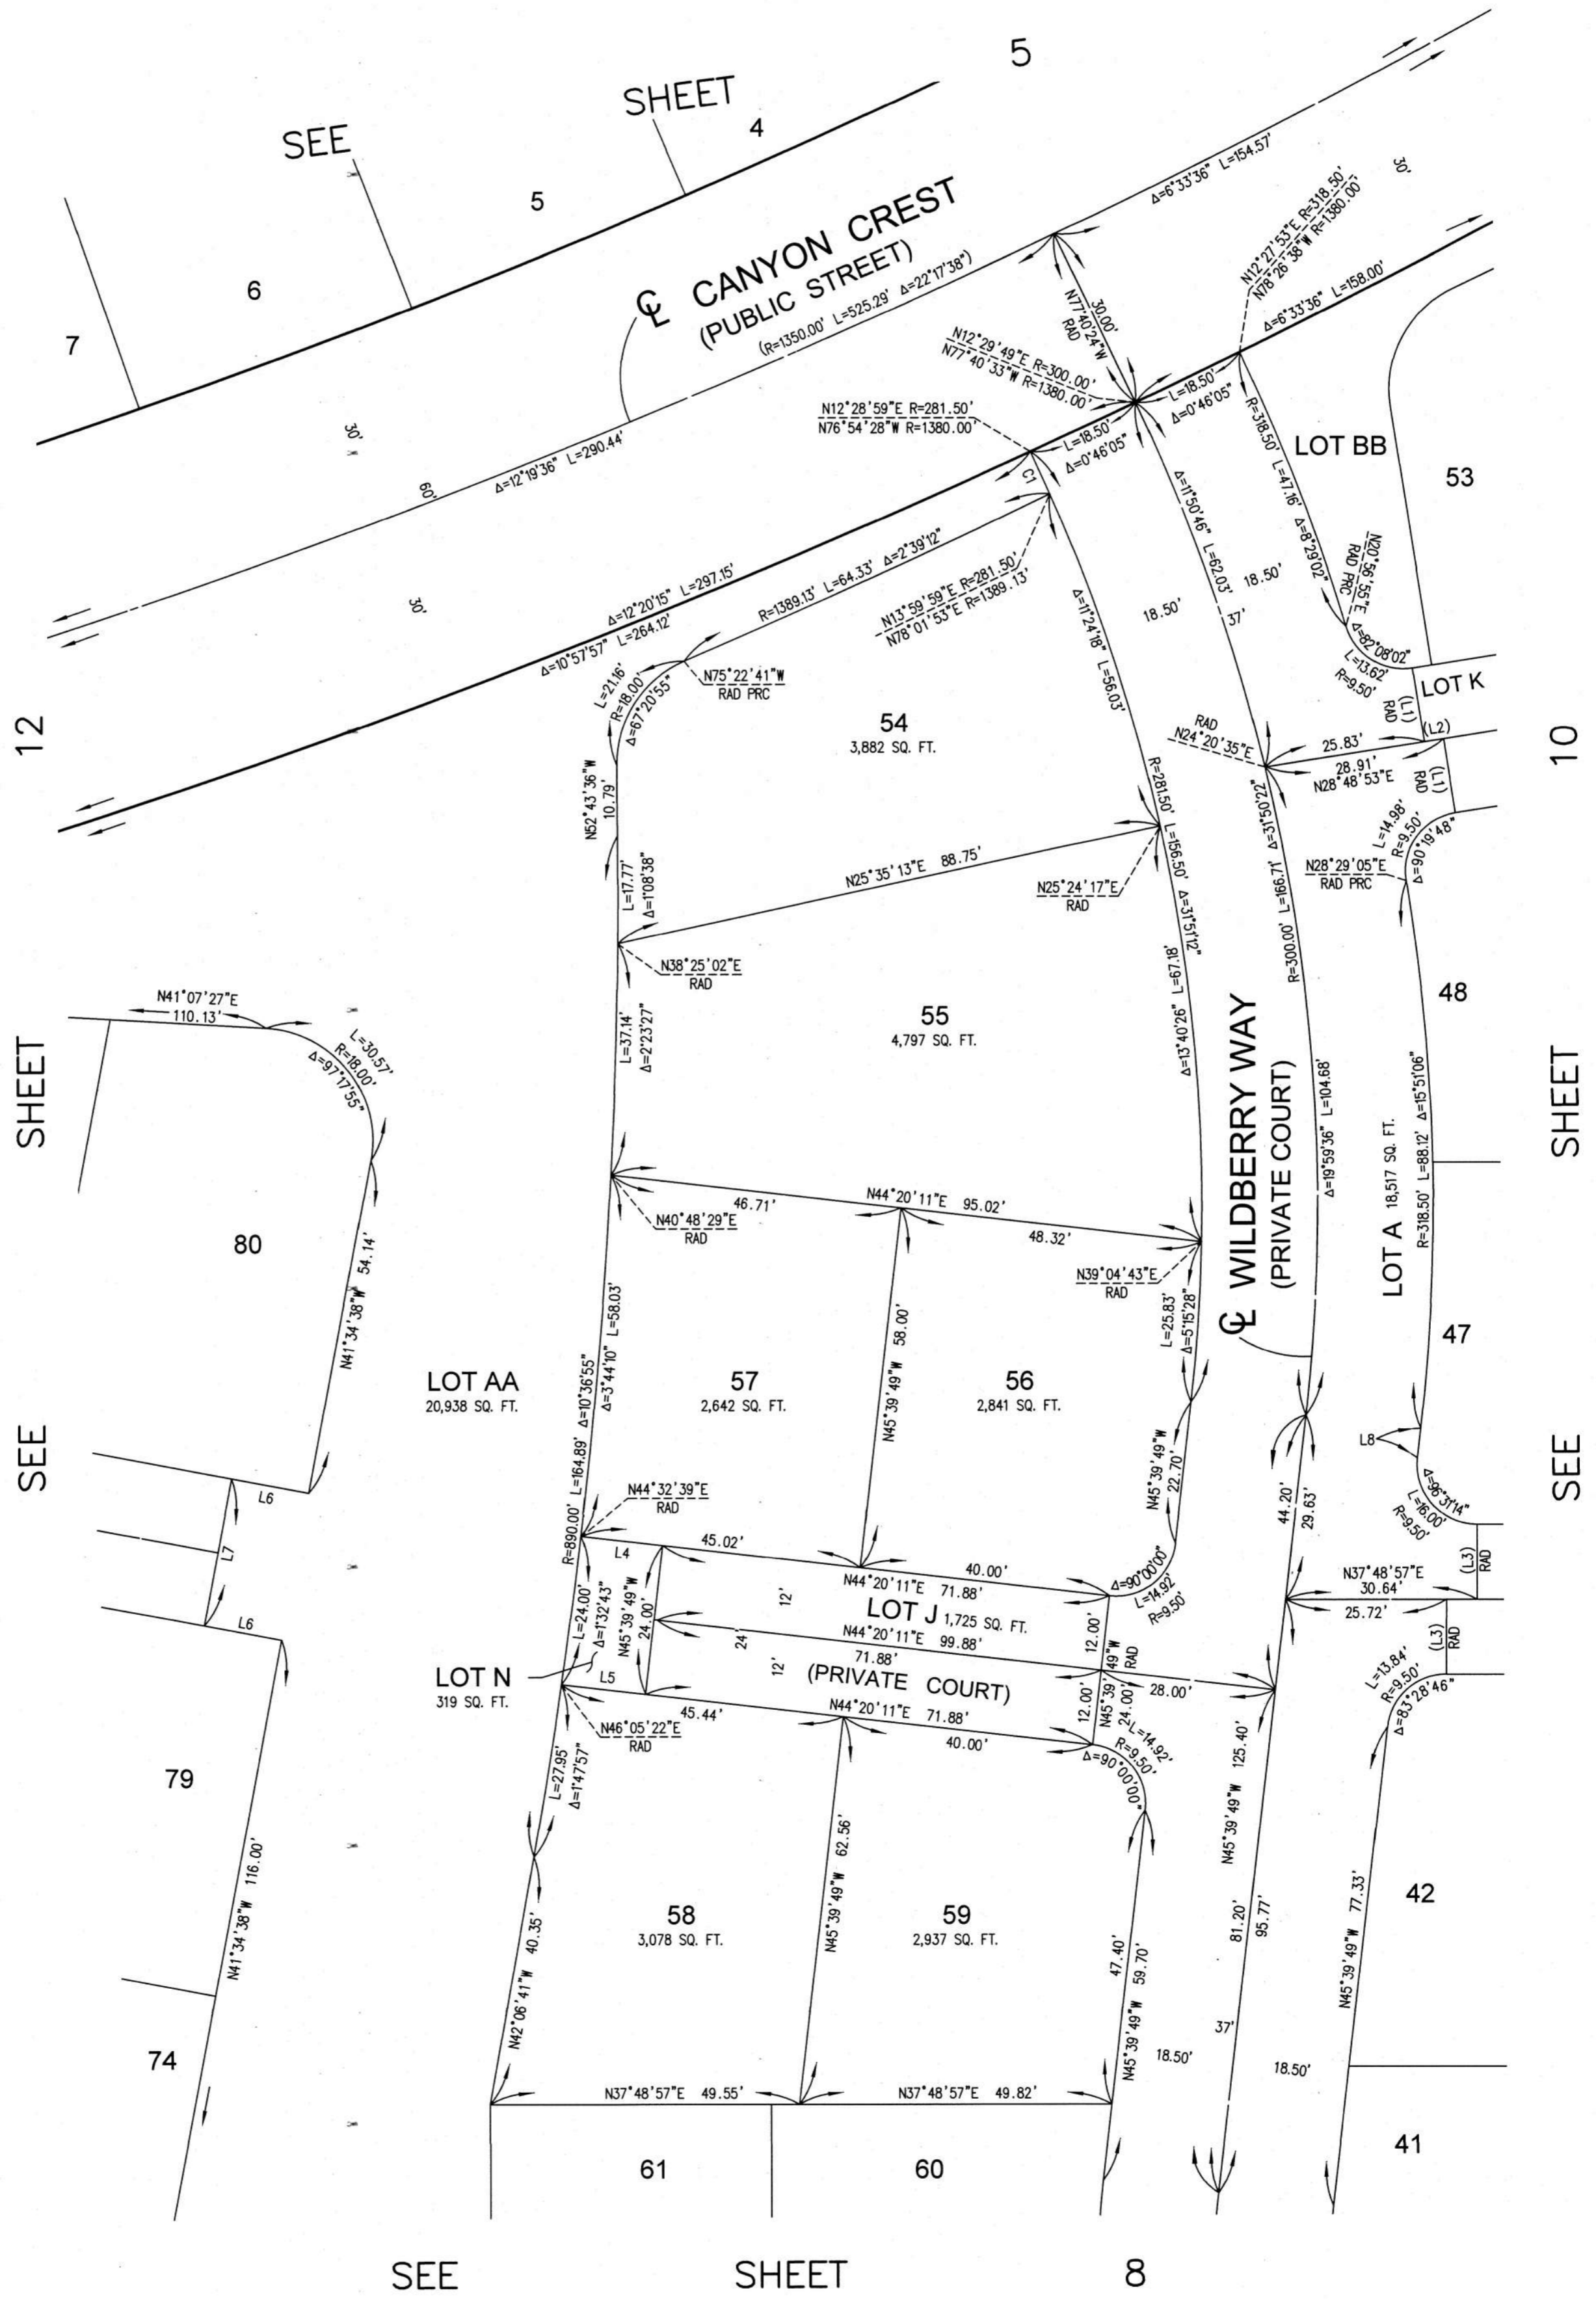 5
SHEET
SEE
4
5
6
7
℄ CANYON CREST
(PUBLIC STREET)
(R=1350.00' L=525.29' Δ=22°17'38")
Δ=6°33'36" L=154.57'
30'
N12°27'53"E R=318.50'
N78°26'38"W R=1380.00'
Δ=6°33'36" L=158.00'
30.00'
N77°40'24"W
RAD
N12°29'49"E R=300.00'
N77°40'33"W R=1380.00'
N12°28'59"E R=281.50'
N76°54'28"W R=1380.00'
L=18.50'
Δ=0°46'05"
L=18.50'
Δ=0°46'05"
C1
30'
60'
30'
Δ=12°19'36" L=290.44'
Δ=12°20'15" L=297.15'
Δ=10°57'57" L=264.12'
R=1389.13' L=64.33' Δ=2°39'12"
N13°59'59"E R=281.50'
N78°01'53"E R=1389.13'
R=318.50' L=47.16' Δ=8°29'02"
LOT BB
53
Δ=11°50'46" L=62.03'
18.50'
18.50'
37'
N20°56'55"E
RAD PRC
Δ=82°08'02"
L=13.62'
R=9.50'
LOT K
(L1)
RAD
(L2)
25.83'
28.91'
N28°48'53"E
RAD
N24°20'35"E
(L1)
RAD
L=14.98'
R=9.50'
Δ=90°19'48"
N28°29'05"E
RAD PRC
L=21.16'
R=18.00'
Δ=67°20'55"
N75°22'41"W
RAD PRC
54
3,882 SQ. FT.
Δ=11°24'18" L=56.03'
N52°43'36"W
10.79'
L=17.77'
Δ=1°08'38"
N25°35'13"E 88.75'
N25°24'17"E
RAD
R=281.50' L=156.50' Δ=31°51'12"
R=300.00' L=166.71' Δ=31°50'22"
N38°25'02"E
RAD
12
SHEET
SEE
10
SHEET
SEE
N41°07'27"E
110.13'
L=30.57'
R=18.00'
Δ=97°17'55"
L=37.14'
Δ=2°23'27"
55
4,797 SQ. FT.
Δ=13°40'26" L=67.18'
℄ WILDBERRY WAY
(PRIVATE COURT)
Δ=19°59'36" L=104.68'
LOT A 18,517 SQ. FT.
R=318.50' L=88.12' Δ=15°51'06"
48
47
80
N41°34'38"W 54.14'
46.71'
N44°20'11"E 95.02'
48.32'
N40°48'29"E
RAD
N39°04'43"E
RAD
L=25.83'
Δ=5°15'28"
LOT AA
20,938 SQ. FT.
R=890.00' L=164.89' Δ=10°36'55"
Δ=3°44'10" L=58.03'
57
2,642 SQ. FT.
N45°39'49"W 58.00'
56
2,841 SQ. FT.
N45°39'49"W
22.70'
L8
Δ=96°31'14"
L=16.00'
R=9.50'
44.20'
29.63'
L6
L7
L6
N44°32'39"E
RAD
L4
45.02'
40.00'
N44°20'11"E 71.88'
Δ=90°00'00"
L=14.92'
R=9.50'
N37°48'57"E
30.64'
25.72'
(L3)
RAD
(L3)
RAD
L=24.00'
Δ=1°32'43"
N45°39'49"W
24.00'
12'
24'
12'
LOT J 1,725 SQ. FT.
N44°20'11"E 99.88'
71.88'
(PRIVATE COURT)
12.00'
12.00'
N45°39'49"W
24.00'
RAD
28.00'
LOT N
319 SQ. FT.
L5
45.44'
N44°20'11"E 71.88'
40.00'
N46°05'22"E
RAD
L=14.92'
R=9.50'
Δ=90°00'00"
L=13.84'
R=9.50'
Δ=83°28'46"
L=27.95'
Δ=1°47'57"
79
N41°34'38"W 116.00'
N42°06'41"W 40.35'
58
3,078 SQ. FT.
N45°39'49"W 62.56'
59
2,937 SQ. FT.
47.40'
N45°39'49"W 59.70'
N45°39'49"W 125.40'
81.20'
95.77'
37'
18.50'
18.50'
N45°39'49"W 77.33'
42
74
N37°48'57"E 49.55'
N37°48'57"E 49.82'
61
60
41
SEE SHEET 8